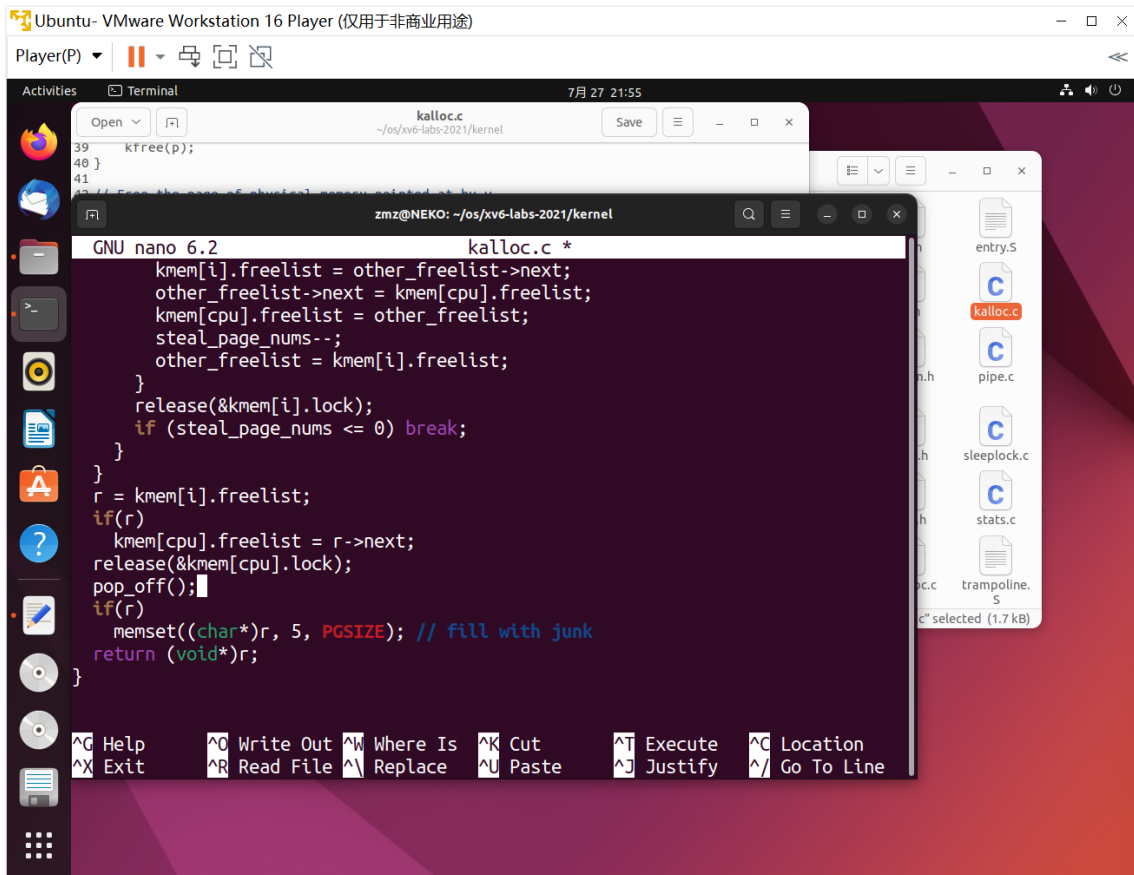 Ubuntu- VMware Workstation 16 Player (仅用于非商业用途)
Player(P)
Activities
Terminal
7月 27 21:55
Open
kalloc.c
~/os/xv6-labs-2021/kernel
Save
39 kfree(p);
40 }
41
zmz@NEKO: ~/os/xv6-labs-2021/kernel
GNU nano 6.2 kalloc.c *
kmem[i].freelist = other_freelist->next;
other_freelist->next = kmem[cpu].freelist;
kmem[cpu].freelist = other_freelist;
steal_page_nums--;
other_freelist = kmem[i].freelist;
}
release(&kmem[i].lock);
if (steal_page_nums <= 0) break;
}
}
r = kmem[i].freelist;
if(r)
kmem[cpu].freelist = r->next;
release(&kmem[cpu].lock);
pop_off();
if(r)
memset((char*)r, 5, PGSIZE); // fill with junk
return (void*)r;
}
^G Help ^O Write Out ^W Where Is ^K Cut ^T Execute ^C Location
^X Exit ^R Read File ^\ Replace ^U Paste ^J Justify ^/ Go To Line
entry.S
kalloc.c
pipe.c
sleeplock.c
stats.c
trampoline.
S
c" selected (1.7 kB)